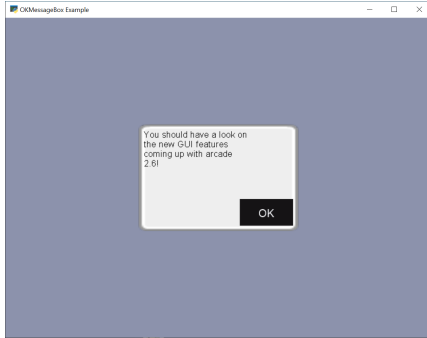 OKMessageBox Example
You should have a look on
the new GUI features
coming up with arcade
2.6!
OK